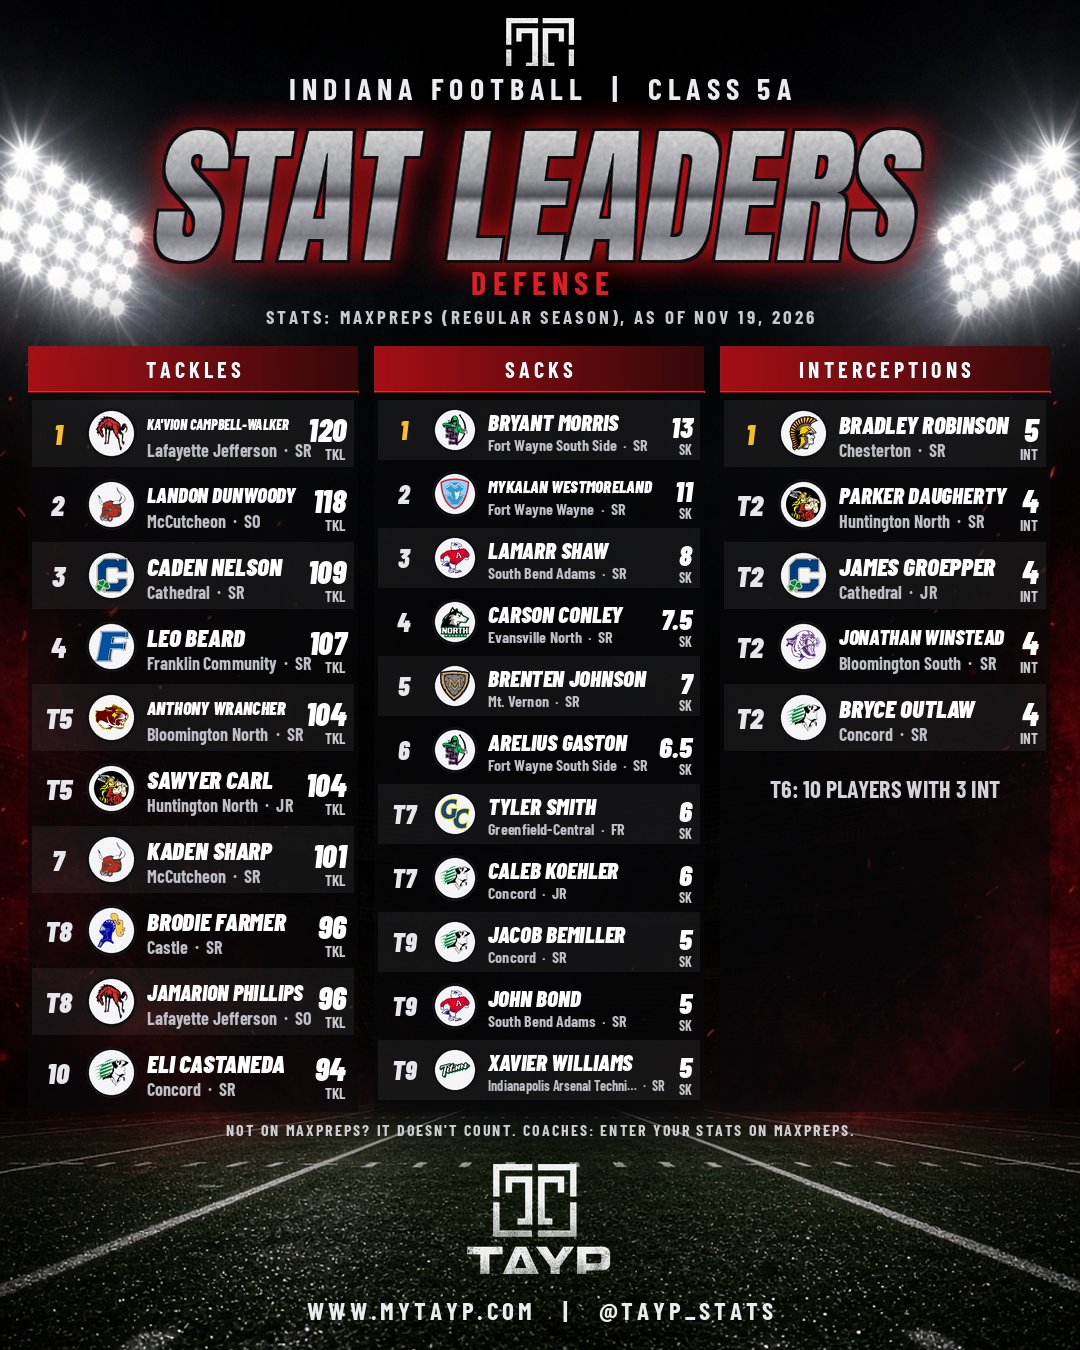 INDIANA FOOTBALL | CLASS 5A
STAT LEADERS
DEFENSE
STATS: MAXPREPS (REGULAR SEASON), AS OF NOV 19, 2026
TACKLES
1 KA'VION CAMPBELL-WALKER 120
Lafayette Jefferson · SR TKL
2 LANDON DUNWOODY 118
McCutcheon · SO TKL
3 CADEN NELSON 109
Cathedral · SR TKL
4 LEO BEARD 107
Franklin Community · SR TKL
T5 ANTHONY WRANCHER 104
Bloomington North · SR TKL
T5 SAWYER CARL 104
Huntington North · JR TKL
7 KADEN SHARP 101
McCutcheon · SR TKL
T8 BRODIE FARMER 96
Castle · SR TKL
T8 JAMARION PHILLIPS 96
Lafayette Jefferson · SO TKL
10 ELI CASTANEDA 94
Concord · SR TKL
SACKS
1 BRYANT MORRIS 13
Fort Wayne South Side · SR SK
2 MYKALAN WESTMORELAND 11
Fort Wayne Wayne · SR SK
3 LAMARR SHAW 8
South Bend Adams · SR SK
4 CARSON CONLEY 7.5
Evansville North · SR SK
NORTH
5 BRENTEN JOHNSON 7
Mt. Vernon · SR SK
6 ARELIUS GASTON 6.5
Fort Wayne South Side · SR SK
T7 TYLER SMITH 6
Greenfield-Central · FR SK
T7 CALEB KOEHLER 6
Concord · JR SK
T9 JACOB BEMILLER 5
Concord · SR SK
T9 JOHN BOND 5
South Bend Adams · SR SK
T9 XAVIER WILLIAMS 5
Indianapolis Arsenal Techni... · SR SK
Titans
INTERCEPTIONS
1 BRADLEY ROBINSON 5
Chesterton · SR INT
T2 PARKER DAUGHERTY 4
Huntington North · SR INT
T2 JAMES GROEPPER 4
Cathedral · JR INT
T2 JONATHAN WINSTEAD 4
Bloomington South · SR INT
T2 BRYCE OUTLAW 4
Concord · SR INT
T6: 10 PLAYERS WITH 3 INT
NOT ON MAXPREPS? IT DOESN'T COUNT. COACHES: ENTER YOUR STATS ON MAXPREPS.
TAYP
WWW.MYTAYP.COM | @TAYP_STATS